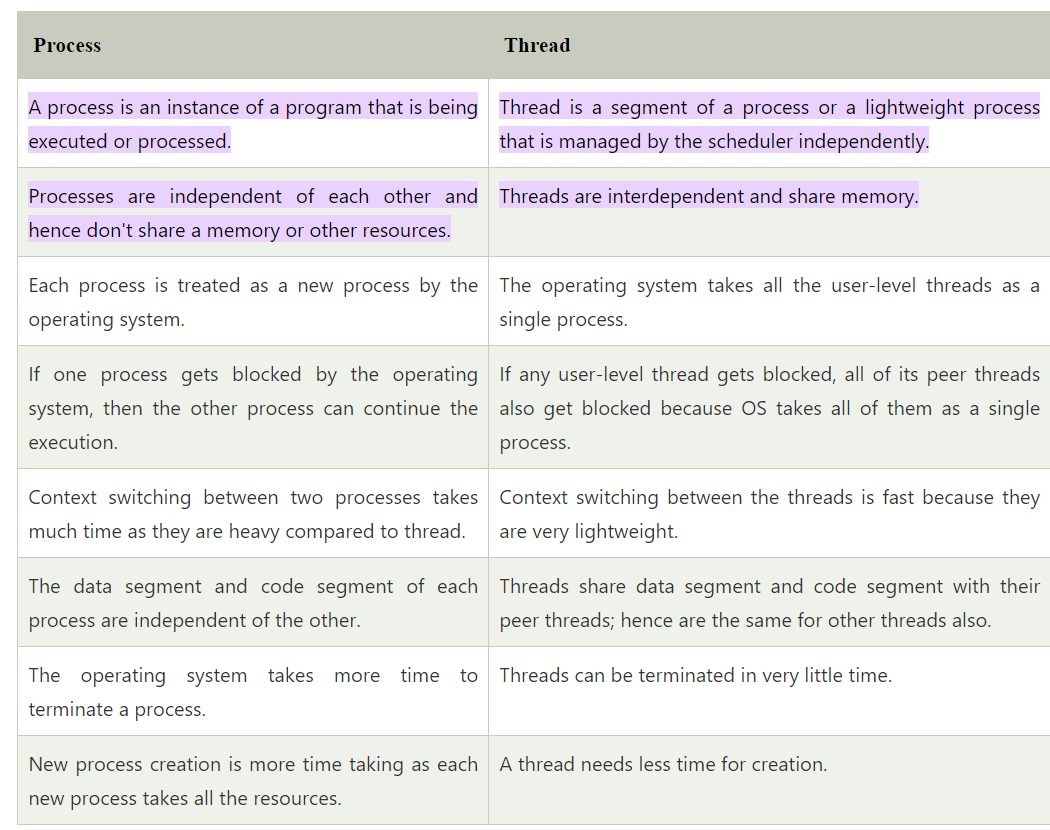 Process
Thread
A process is an instance of a program that is being
executed or processed.
Thread is a segment of a process or a lightweight process
that is managed by the scheduler independently.
Processes are independent of each other and
hence don't share a memory or other resources.
Threads are interdependent and share memory.
Each process is treated as a new process by the
operating system.
The operating system takes all the user-level threads as a
single process.
If one process gets blocked by the operating
system, then the other process can continue the
execution.
If any user-level thread gets blocked, all of its peer threads
also get blocked because OS takes all of them as a single
process.
Context switching between two processes takes
much time as they are heavy compared to thread.
Context switching between the threads is fast because they
are very lightweight.
The data segment and code segment of each
process are independent of the other.
Threads share data segment and code segment with their
peer threads; hence are the same for other threads also.
The operating system takes more time to
terminate a process.
Threads can be terminated in very little time.
New process creation is more time taking as each
new process takes all the resources.
A thread needs less time for creation.